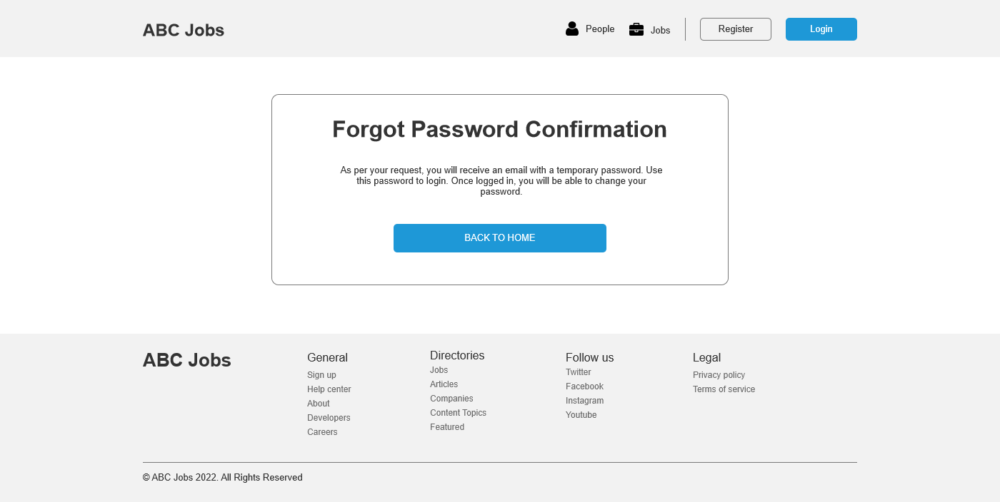 ABC Jobs
People
Jobs
Register
Login
Forgot Password Confirmation
As per your request, you will receive an email with a temporary password. Use
this password to login. Once logged in, you will be able to change your
password.
BACK TO HOME
ABC Jobs
General
Sign up
Help center
About
Developers
Careers
Directories
Jobs
Articles
Companies
Content Topics
Featured
Follow us
Twitter
Facebook
Instagram
Youtube
Legal
Privacy policy
Terms of service
© ABC Jobs 2022. All Rights Reserved